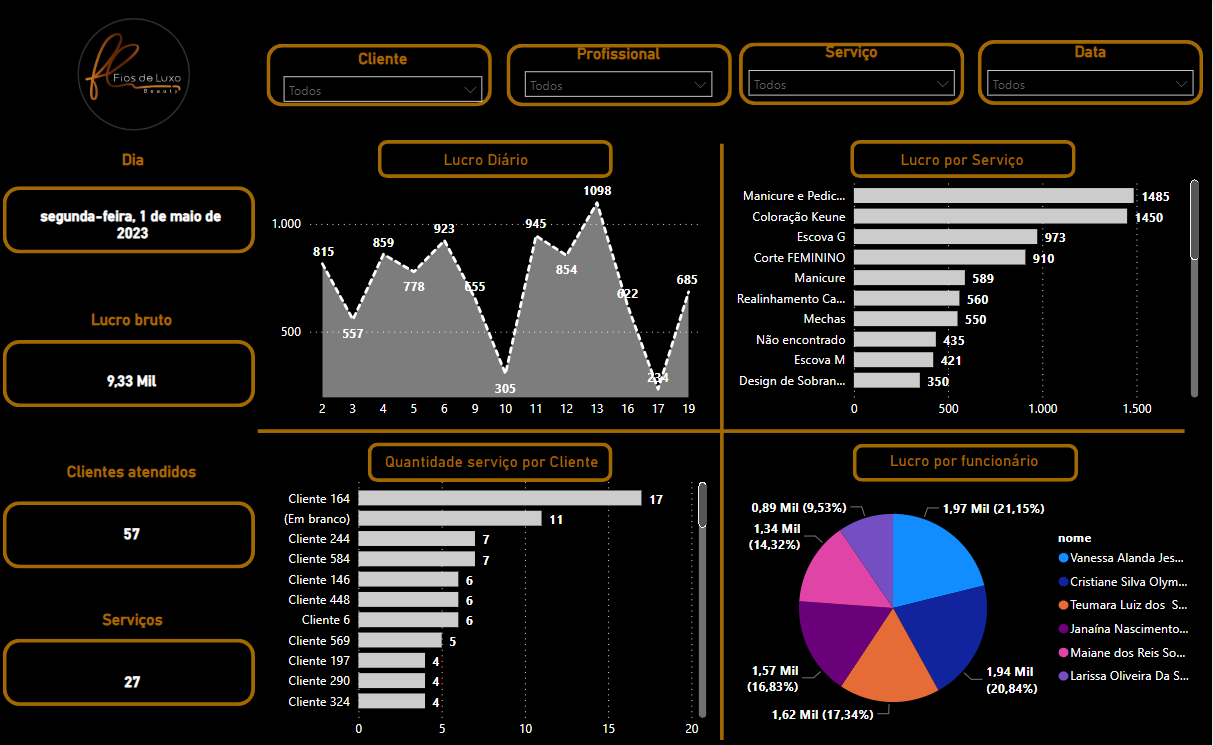 Fios de Luxo
Beauty
Cliente
Todos
Profissional
Todos
Serviço
Todos
Data
Todos
Dia
segunda-feira, 1 de maio de
2023
Lucro bruto
9,33 Mil
Clientes atendidos
57
Serviços
27
Lucro Diário
1.000
500
815
557
859
778
923
655
305
945
854
1098
622
234
685
2 3 4 5 6 9 10 11 12 13 16 17 19
Lucro por Serviço
Manicure e Pedic... 1485
Coloração Keune 1450
Escova G 973
Corte FEMININO 910
Manicure 589
Realinhamento Ca... 560
Mechas 550
Não encontrado 435
Escova M 421
Design de Sobran... 350
0 500 1.000 1.500
Quantidade serviço por Cliente
Cliente 164 17
(Em branco) 11
Cliente 244 7
Cliente 584 7
Cliente 146 6
Cliente 448 6
Cliente 6 6
Cliente 569 5
Cliente 197 4
Cliente 290 4
Cliente 324 4
0 5 10 15 20
Lucro por funcionário
0,89 Mil (9,53%)
1,97 Mil (21,15%)
1,34 Mil
(14,32%)
1,57 Mil
(16,83%)
1,94 Mil
(20,84%)
1,62 Mil (17,34%)
nome
Vanessa Alanda Jes...
Cristiane Silva Olym...
Teumara Luiz dos S...
Janaína Nascimento...
Maiane dos Reis So...
Larissa Oliveira Da S...